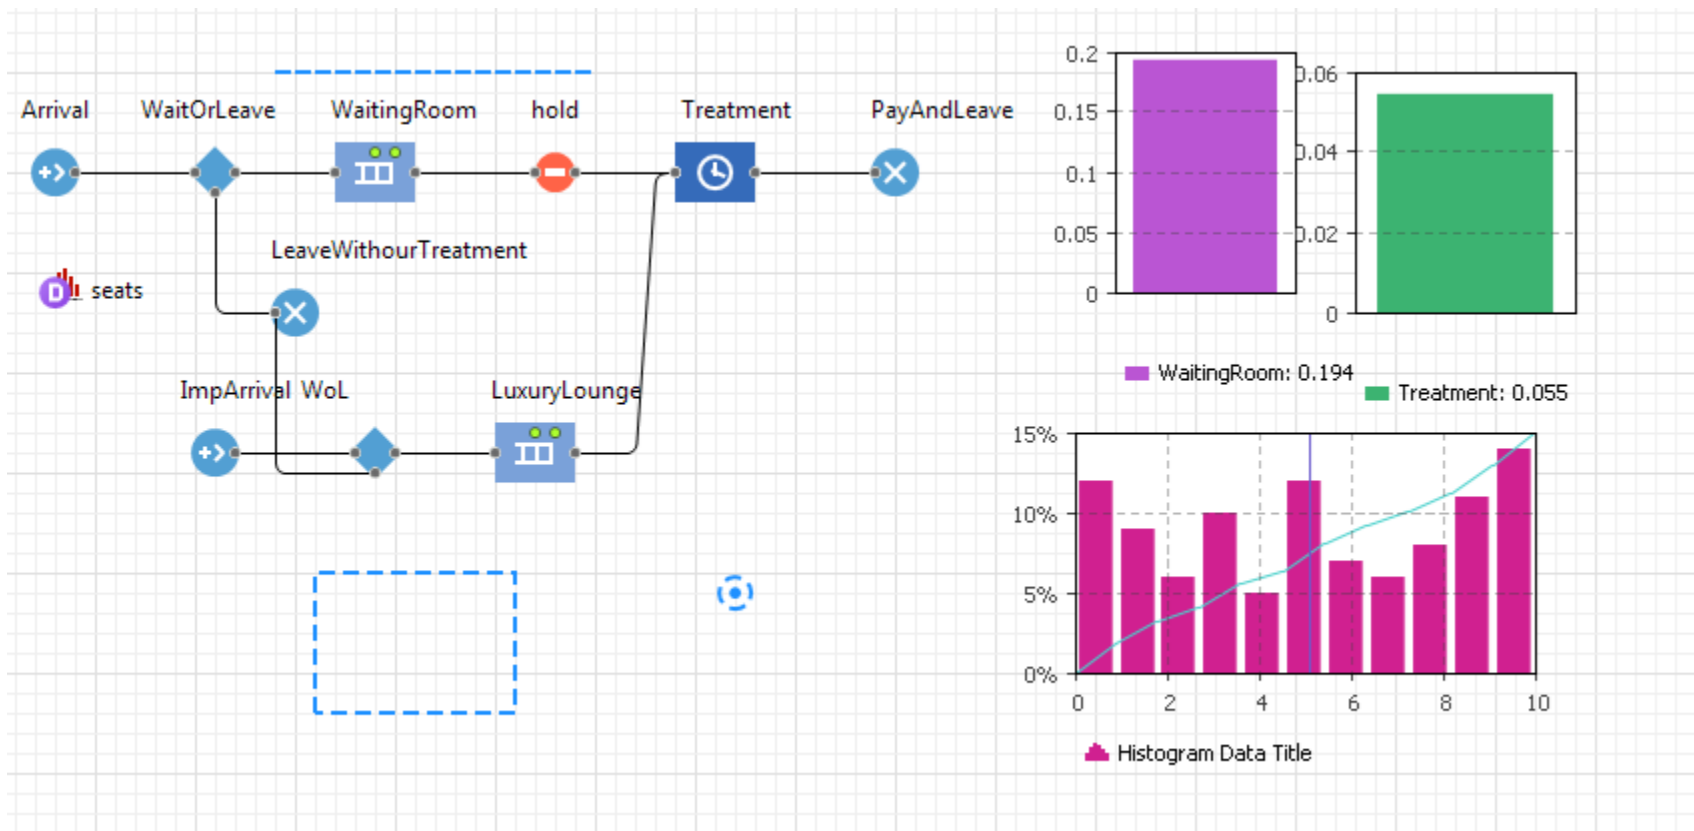 Arrival
WaitOrLeave
WaitingRoom
hold
Treatment
PayAndLeave
LeaveWithourTreatment
D seats
ImpArrival
WoL
LuxuryLounge
0.2
0.15
0.1
0.05
0
WaitingRoom: 0.194
0.06
0.04
0.02
0
Treatment: 0.055
15%
10%
5%
0%
0 2 4 6 8 10
Histogram Data Title